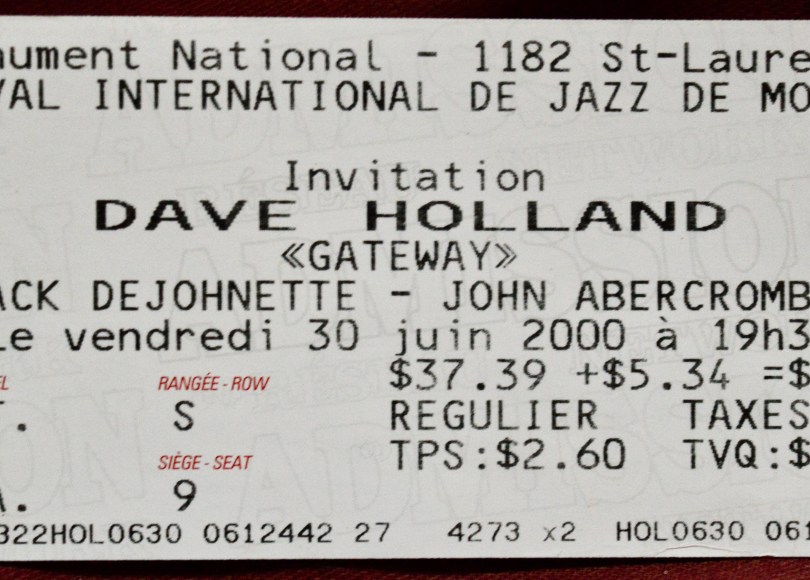 ument National - 1182 St-Laure
VAL INTERNATIONAL DE JAZZ DE MO
Invitation
DAVE HOLLAND
«GATEWAY»
ACK DEJOHNETTE - JOHN ABERCROMB
Le vendredi 30 juin 2000 à 19h3
$37.39 +$5.34 =$
RANGÉE-ROW
S REGULIER TAXES
SIÈGE-SEAT TPS:$2.60 TVQ:$
9
322HOL0630 0612442 27 4273 x2 HOL0630 061